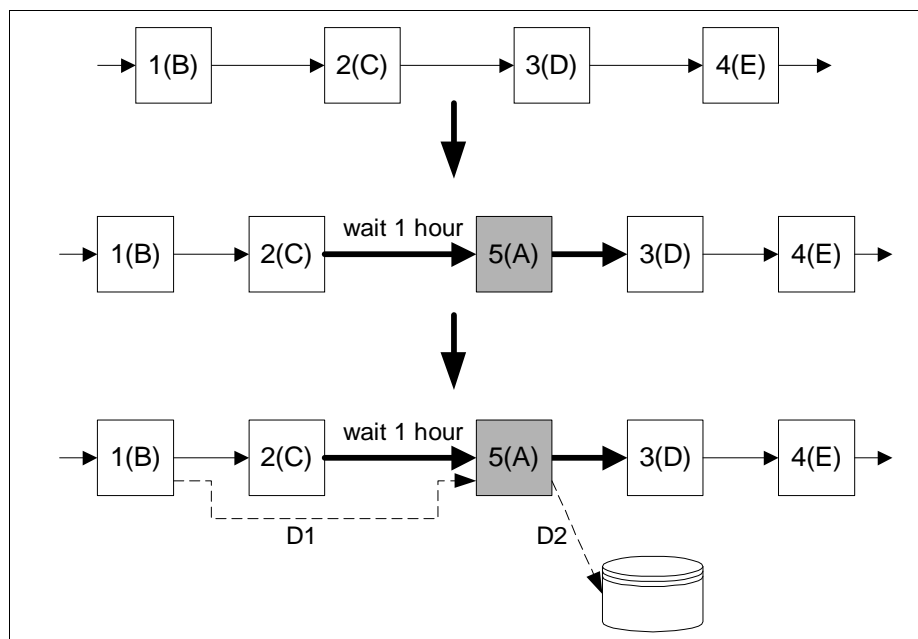 1(B) 2(C) 3(D) 4(E)
wait 1 hour
1(B) 2(C) 5(A) 3(D) 4(E)
wait 1 hour
1(B) 2(C) 5(A) 3(D) 4(E)
D1 D2